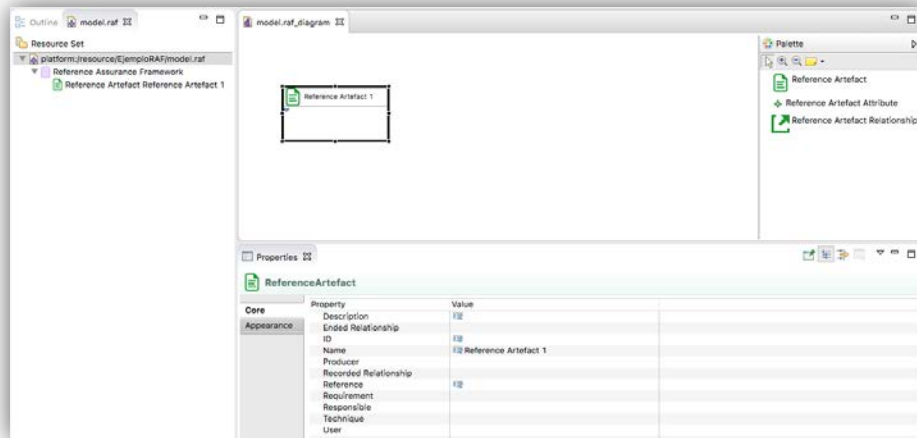 Outline model.raf
Resource Set
platform:/resource/EjemploRAF/model.raf
Reference Assurance Framework
Reference Artefact Reference Artefact 1
model.raf_diagram
Reference Artefact 1
Palette
Reference Artefact
Reference Artefact Attribute
Reference Artefact Relationship
Properties
ReferenceArtefact
Core
Appearance
Property Value
Description
Ended Relationship
ID
Name Reference Artefact 1
Producer
Recorded Relationship
Reference
Requirement
Responsible
Technique
User